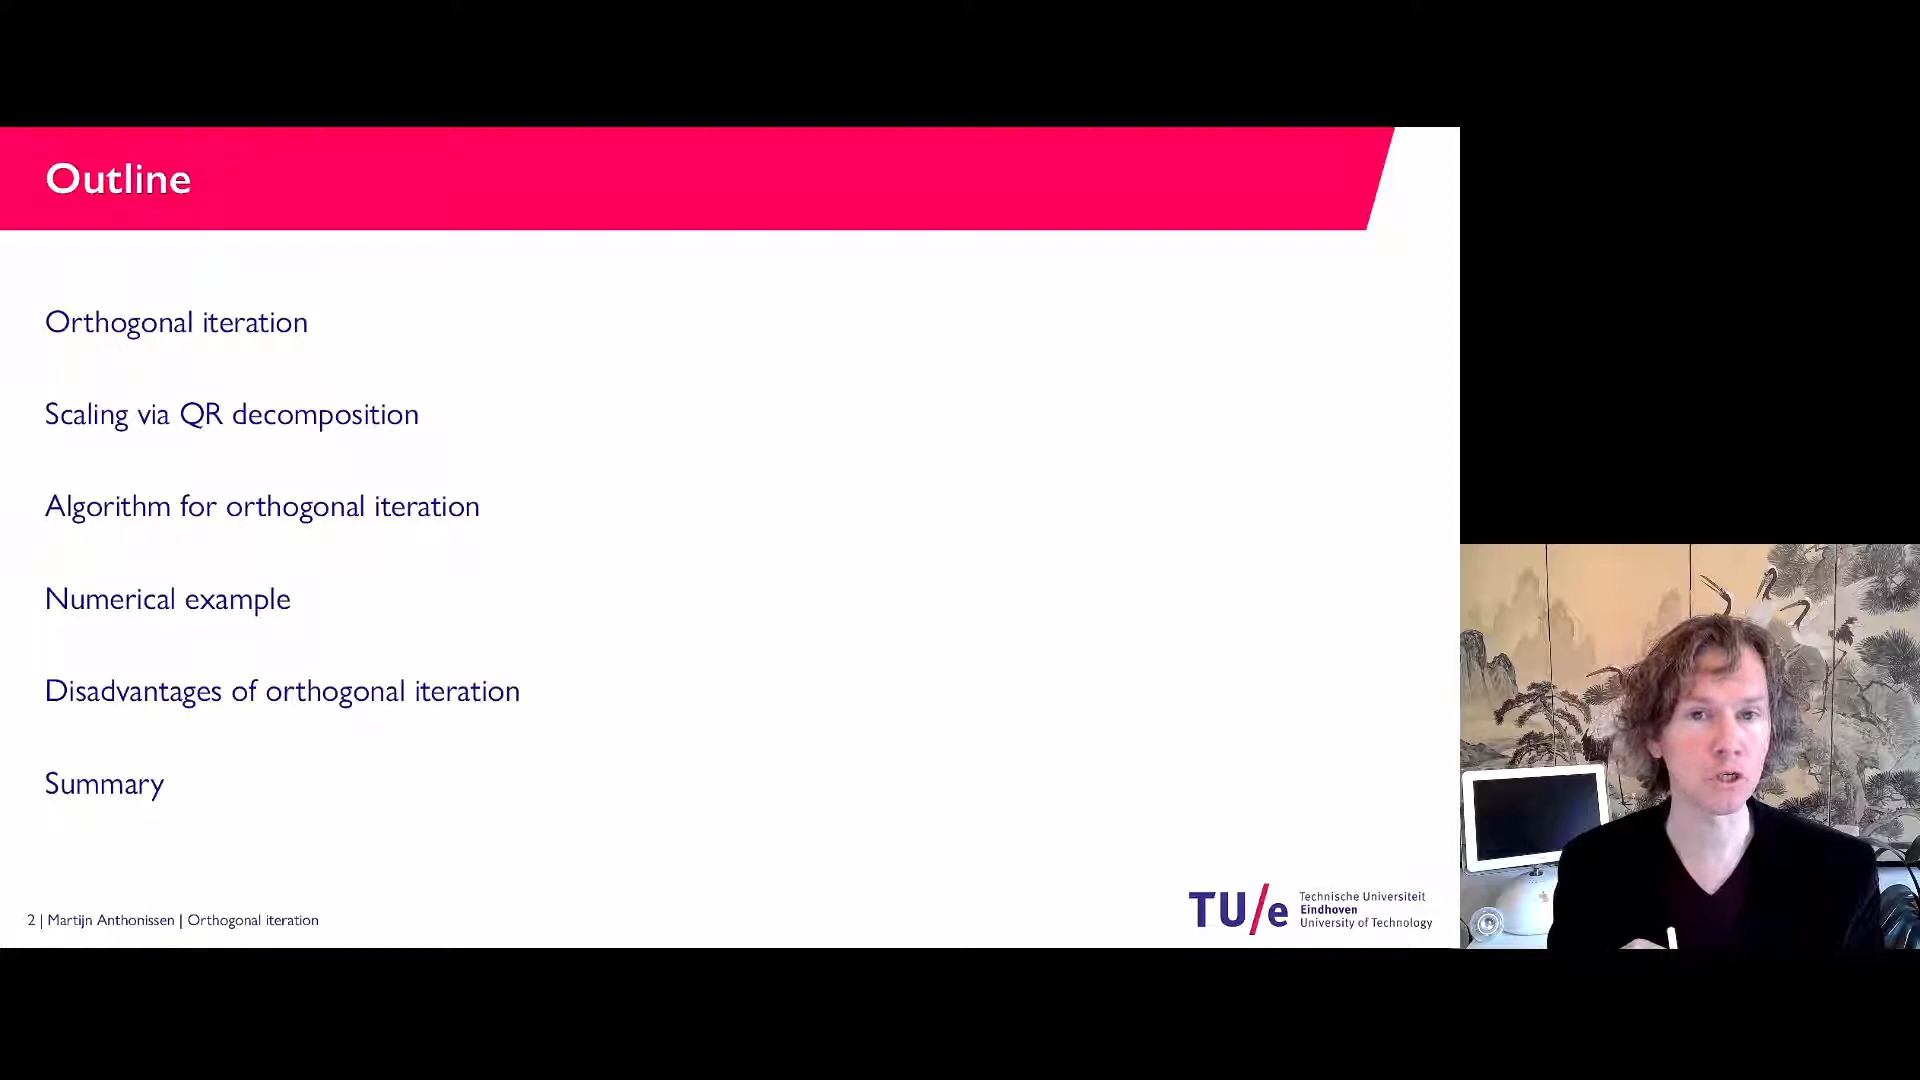 Outline
Orthogonal iteration
Scaling via QR decomposition
Algorithm for orthogonal iteration
Numerical example
Disadvantages of orthogonal iteration
Summary
2 | Martijn Anthonissen | Orthogonal iteration
TU/e
Technische Universiteit
Eindhoven
University of Technology